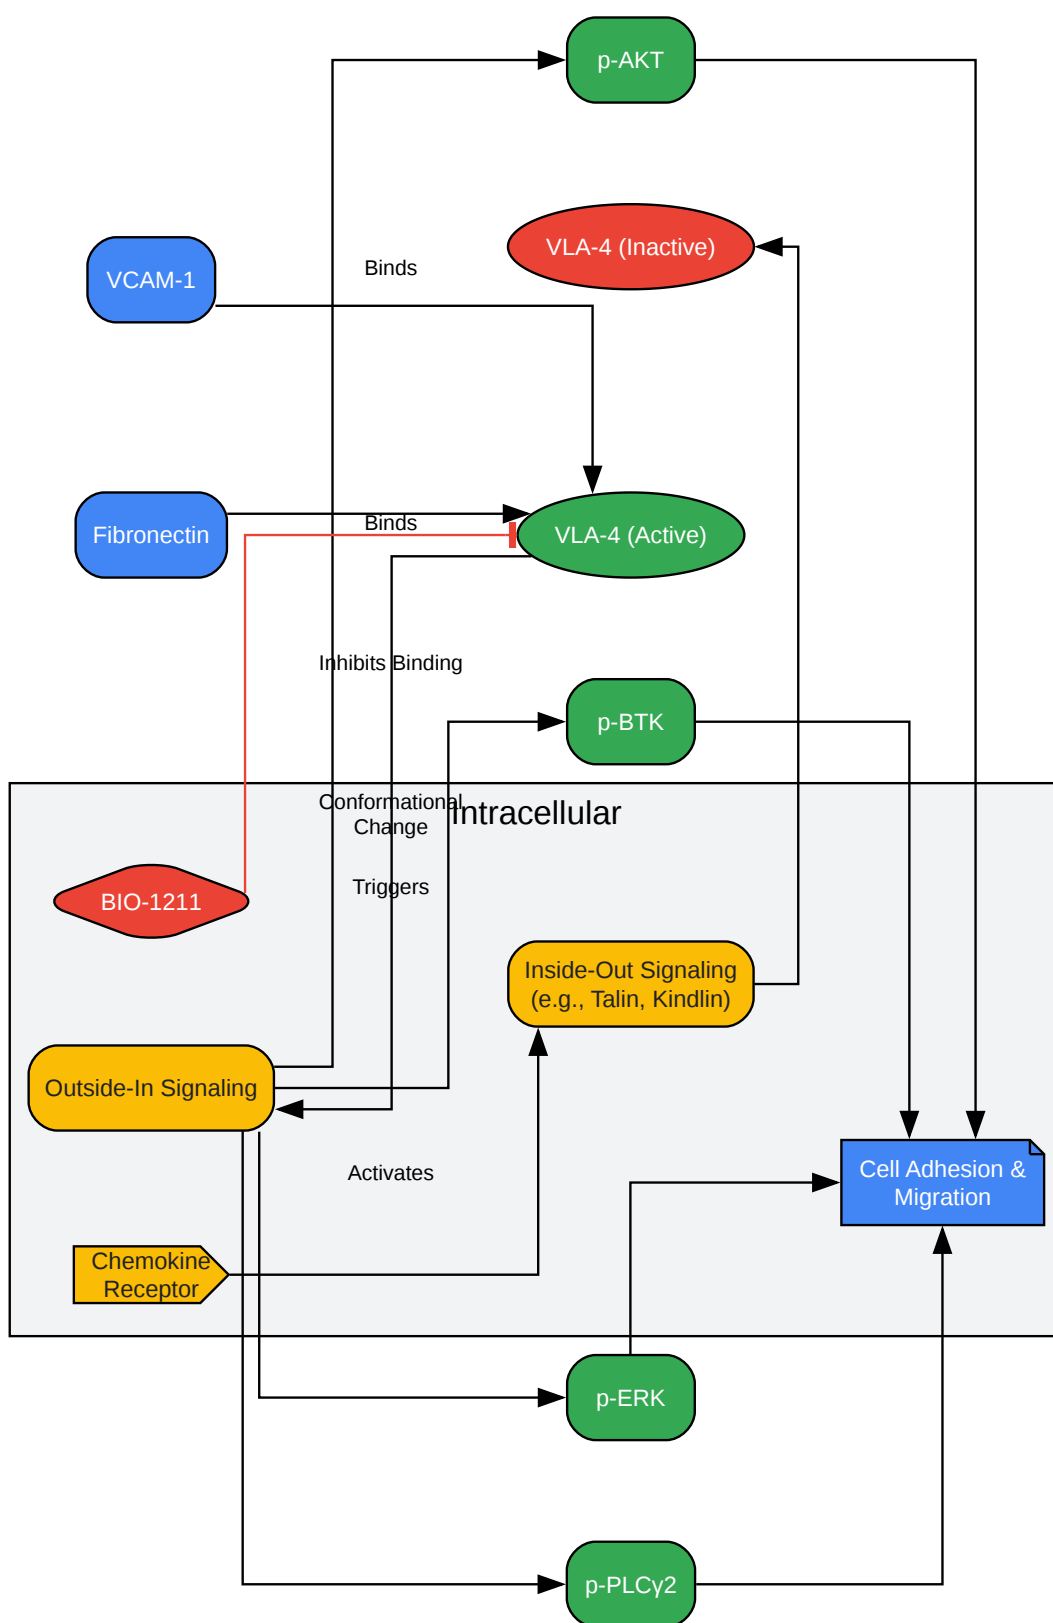 p-AKT
VLA-4 (Inactive)
Binds
VCAM-1
Binds
Fibronectin
VLA-4 (Active)
Inhibits Binding
p-BTK
Conformational
Change
Intracellular
Triggers
BIO-1211
Inside-Out Signaling
(e.g., Talin, Kindlin)
Outside-In Signaling
Activates
Cell Adhesion &
Migration
Chemokine
Receptor
p-ERK
p-PLCγ2